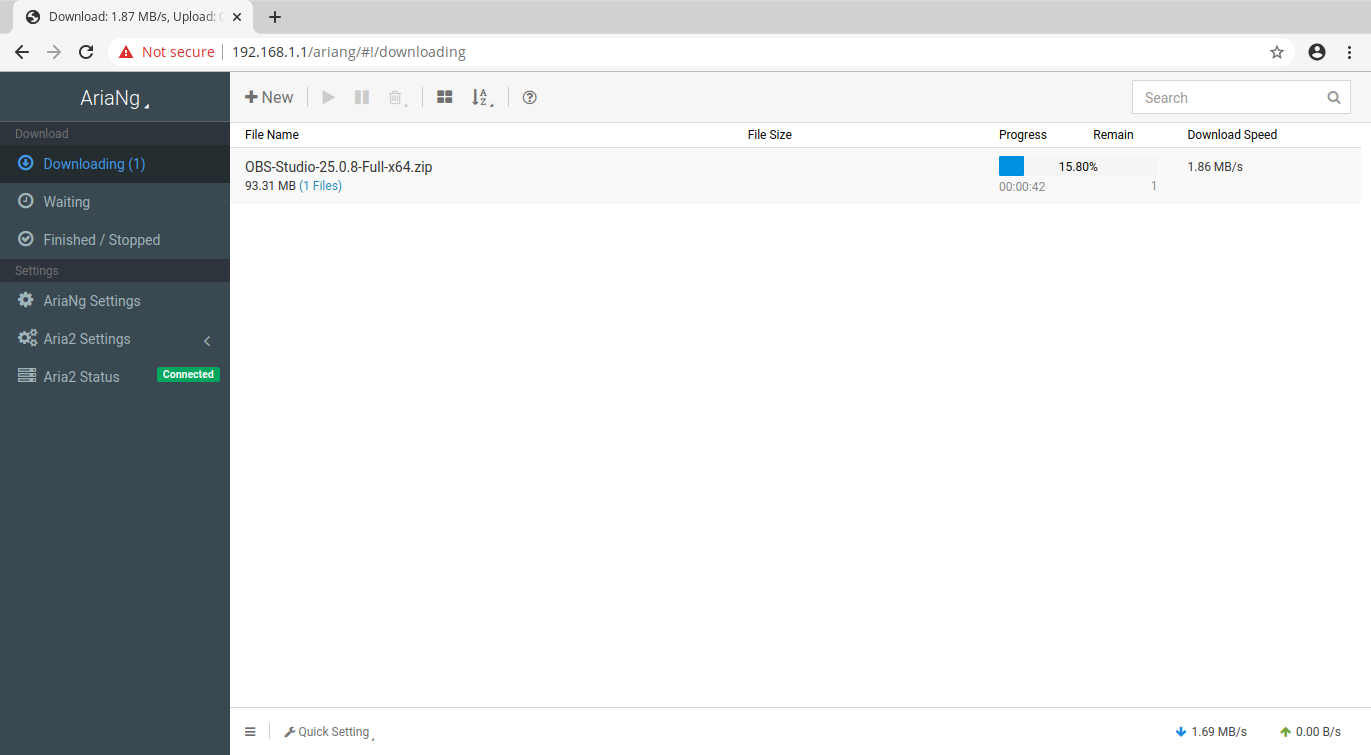 Download: 1.87 MB/s, Upload:
Not secure 192.168.1.1/ariang/#!/downloading
AriaNg
New
Search
Download
Downloading (1)
Waiting
Finished / Stopped
Settings
AriaNg Settings
Aria2 Settings
Aria2 Status Connected
File Name File Size Progress Remain Download Speed
OBS-Studio-25.0.8-Full-x64.zip 15.80% 1.86 MB/s
93.31 MB (1 Files) 00:00:42 1
Quick Setting 1.69 MB/s 0.00 B/s